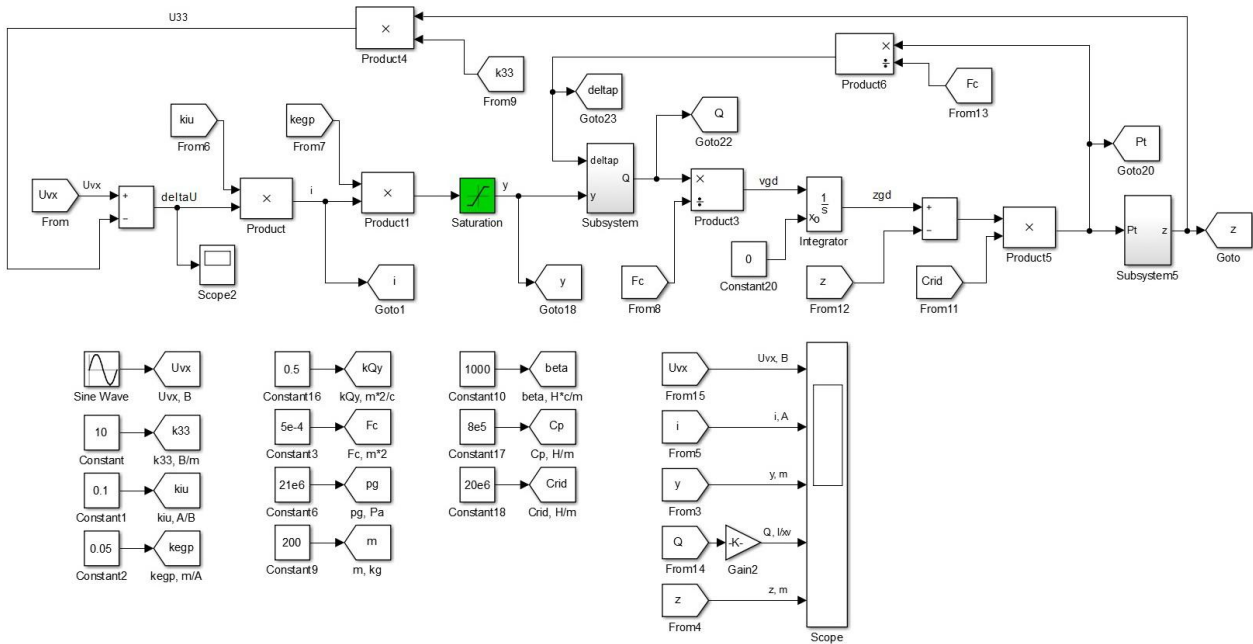 U33
×
Product4
k33
From9
×
÷
Product6
Fc
From13
deltap
Goto23
Q
Goto22
Pt
Goto20
kiu
From6
kegp
From7
Uvx
From
Uvx
+
−
deltaU
Scope2
×
Product
i
i
Goto1
×
Product1
Saturation
y
y
Goto18
deltap
y
Q
Subsystem
×
÷
Product3
Fc
From8
vgd
1
s
xo
Integrator
0
Constant20
zgd
+
−
z
From12
Crid
From11
×
Product5
Pt
z
Subsystem5
z
Goto
Sine Wave
Uvx
Uvx, B
10
Constant
k33
k33, B/m
0.1
Constant1
kiu
kiu, A/B
0.05
Constant2
kegp
kegp, m/A
0.5
Constant16
kQy
kQy, m*2/c
5e-4
Constant3
Fc
Fc, m*2
21e6
Constant6
pg
pg, Pa
200
Constant9
m
m, kg
1000
Constant10
beta
beta, H*c/m
8e5
Constant17
Cp
Cp, H/m
20e6
Constant18
Crid
Crid, H/m
Uvx
From15
Uvx, B
i
From5
i, A
y
From3
y, m
Q
From14
-K-
Gain2
Q, l/xv
z
From4
z, m
Scope